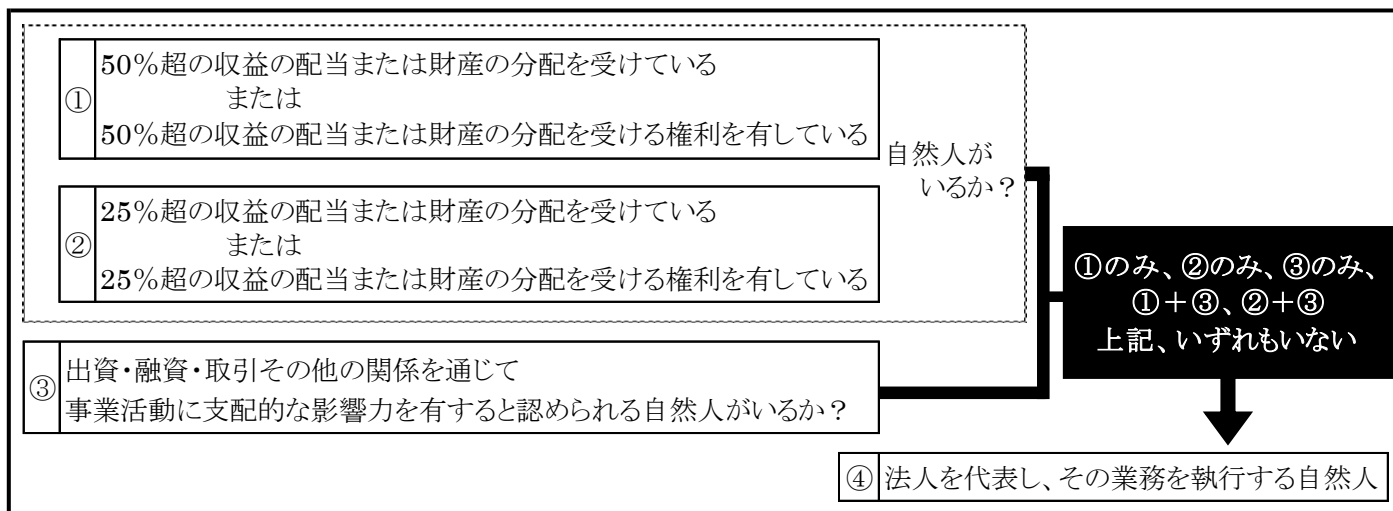 ①
50％超の収益の配当または財産の分配を受けている
または
50％超の収益の配当または財産の分配を受ける権利を有している
②
25％超の収益の配当または財産の分配を受けている
または
25％超の収益の配当または財産の分配を受ける権利を有している
自然人が
いるか？
③
出資・融資・取引その他の関係を通じて
事業活動に支配的な影響力を有すると認められる自然人がいるか？
①のみ、②のみ、③のみ、
①＋③、②＋③
上記、いずれもいない
④
法人を代表し、その業務を執行する自然人